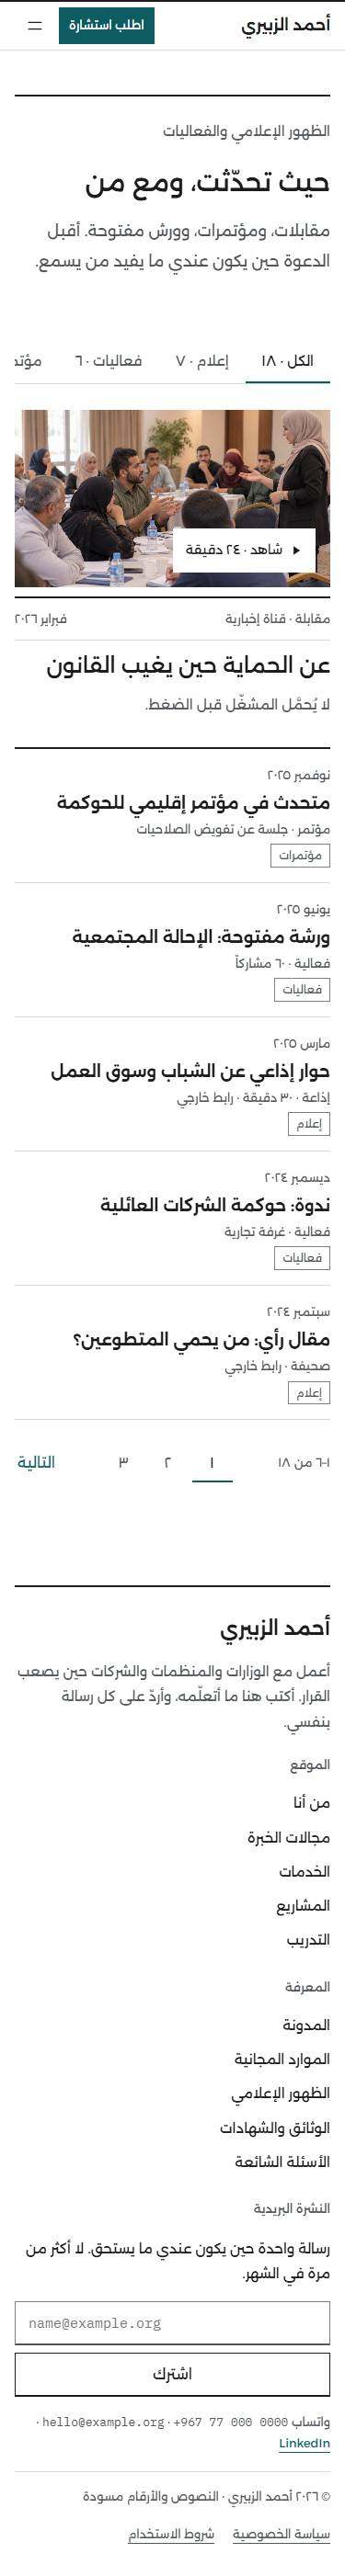 أحمد الزبيري
اطلب استشارة
الظهور الإعلامي والفعاليات
حيث تحدّثت، ومع من
مقابلات، ومؤتمرات، وورش مفتوحة. أقبل
الدعوة حين يكون عندي ما يفيد من يسمع.
الكل · ١٨
إعلام · ٧
فعاليات · ٦
شاهد · ٢٤ دقيقة
مقابلة · قناة إخبارية
فبراير ٢٠٢٦
عن الحماية حين يغيب القانون
لا يُحمَّل المشغّل قبل الضغط.
نوفمبر ٢٠٢٥
متحدث في مؤتمر إقليمي للحوكمة
مؤتمر · جلسة عن تفويض الصلاحيات
مؤتمرات
يونيو ٢٠٢٥
ورشة مفتوحة: الإحالة المجتمعية
فعالية · ٦٠ مشاركاً
فعاليات
مارس ٢٠٢٥
حوار إذاعي عن الشباب وسوق العمل
إذاعة · ٣٠ دقيقة · رابط خارجي
إعلام
ديسمبر ٢٠٢٤
ندوة: حوكمة الشركات العائلية
فعالية · غرفة تجارية
فعاليات
سبتمبر ٢٠٢٤
مقال رأي: من يحمي المتطوعين؟
صحيفة · رابط خارجي
إعلام
١–٦ من ١٨
١
٢
٣
التالية
أحمد الزبيري
أعمل مع الوزارات والمنظمات والشركات حين يصعب
القرار. أكتب هنا ما أتعلّمه، وأردّ على كل رسالة
بنفسي.
الموقع
من أنا
مجالات الخبرة
الخدمات
المشاريع
التدريب
المعرفة
المدونة
الموارد المجانية
الظهور الإعلامي
الوثائق والشهادات
الأسئلة الشائعة
النشرة البريدية
رسالة واحدة حين يكون عندي ما يستحق. لا أكثر من
مرة في الشهر.
name@example.org
اشترك
واتساب ‎+967 77 000 0000 · hello@example.org ·
LinkedIn
© ٢٠٢٦ أحمد الزبيري · النصوص والأرقام مسودة
سياسة الخصوصية
شروط الاستخدام